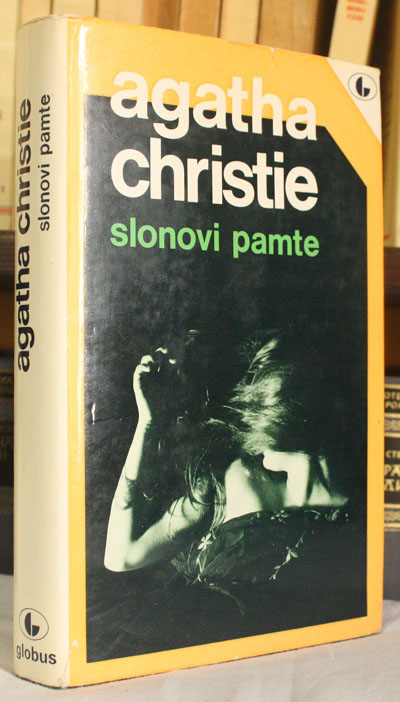 agatha
christie
slonovi pamte
agatha christie
slonovi pamte
globus